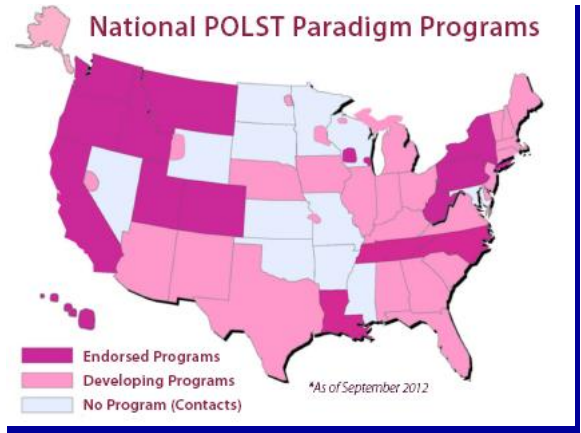 National POLST Paradigm Programs
Endorsed Programs
Developing Programs
No Program (Contacts)
*As of September 2012